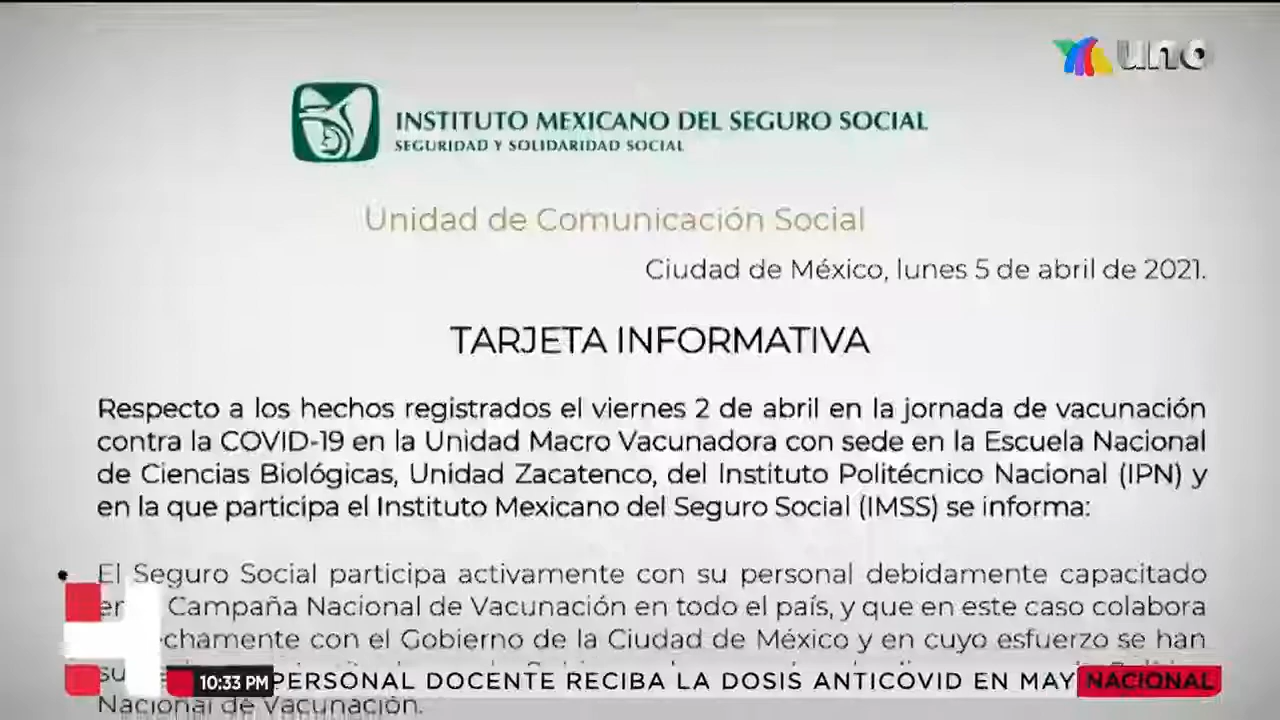 uno
INSTITUTO MEXICANO DEL SEGURO SOCIAL
SEGURIDAD Y SOLIDARIDAD SOCIAL
Unidad de Comunicación Social
Ciudad de México, lunes 5 de abril de 2021.
TARJETA INFORMATIVA
Respecto a los hechos registrados el viernes 2 de abril en la jornada de vacunación
contra la COVID-19 en la Unidad Macro Vacunadora con sede en la Escuela Nacional
de Ciencias Biológicas, Unidad Zacatenco, del Instituto Politécnico Nacional (IPN) y
en la que participa el Instituto Mexicano del Seguro Social (IMSS) se informa:
• El Seguro Social participa activamente con su personal debidamente capacitado
Campaña Nacional de Vacunación en todo el país, y que en este caso colabora
chamente con el Gobierno de la Ciudad de México y en cuyo esfuerzo se han
su
10:33 PM PERSONAL DOCENTE RECIBA LA DOSIS ANTICOVID EN MAY NACIONAL
Nacional de Vacunación.